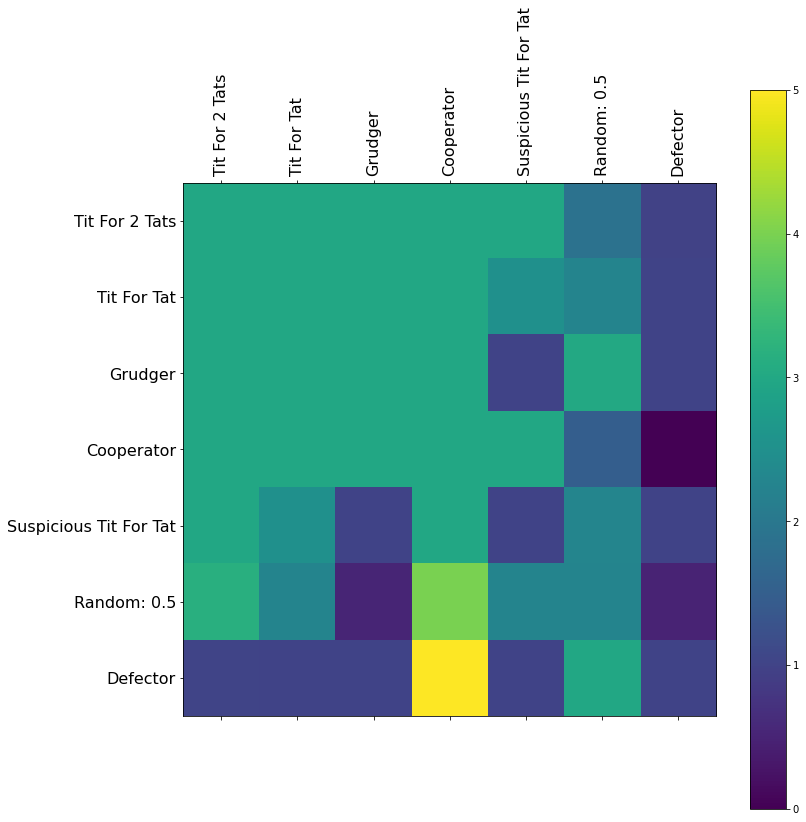 Tit For 2 Tats
Tit For Tat
Grudger
Cooperator
Suspicious Tit For Tat
Random: 0.5
Defector
Tit For 2 Tats
Tit For Tat
Grudger
Cooperator
Suspicious Tit For Tat
Random: 0.5
Defector
5
4
3
2
1
0